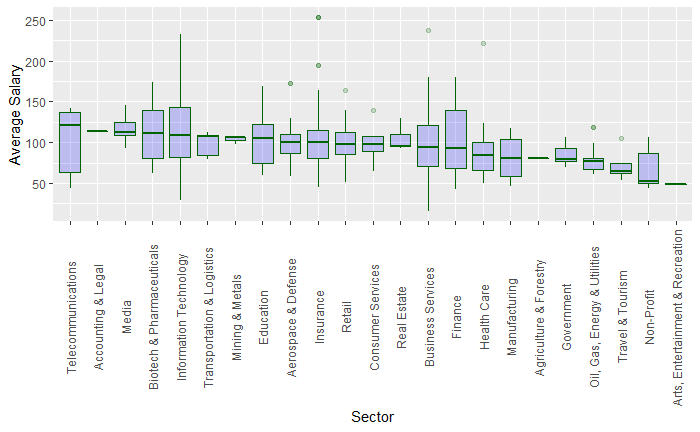 Average Salary
250
200
150
100
50
Telecommunications
Accounting & Legal
Media
Biotech & Pharmaceuticals
Information Technology
Transportation & Logistics
Mining & Metals
Education
Aerospace & Defense
Insurance
Retail
Consumer Services
Real Estate
Business Services
Finance
Health Care
Manufacturing
Agriculture & Forestry
Government
Oil, Gas, Energy & Utilities
Travel & Tourism
Non-Profit
Arts, Entertainment & Recreation
Sector